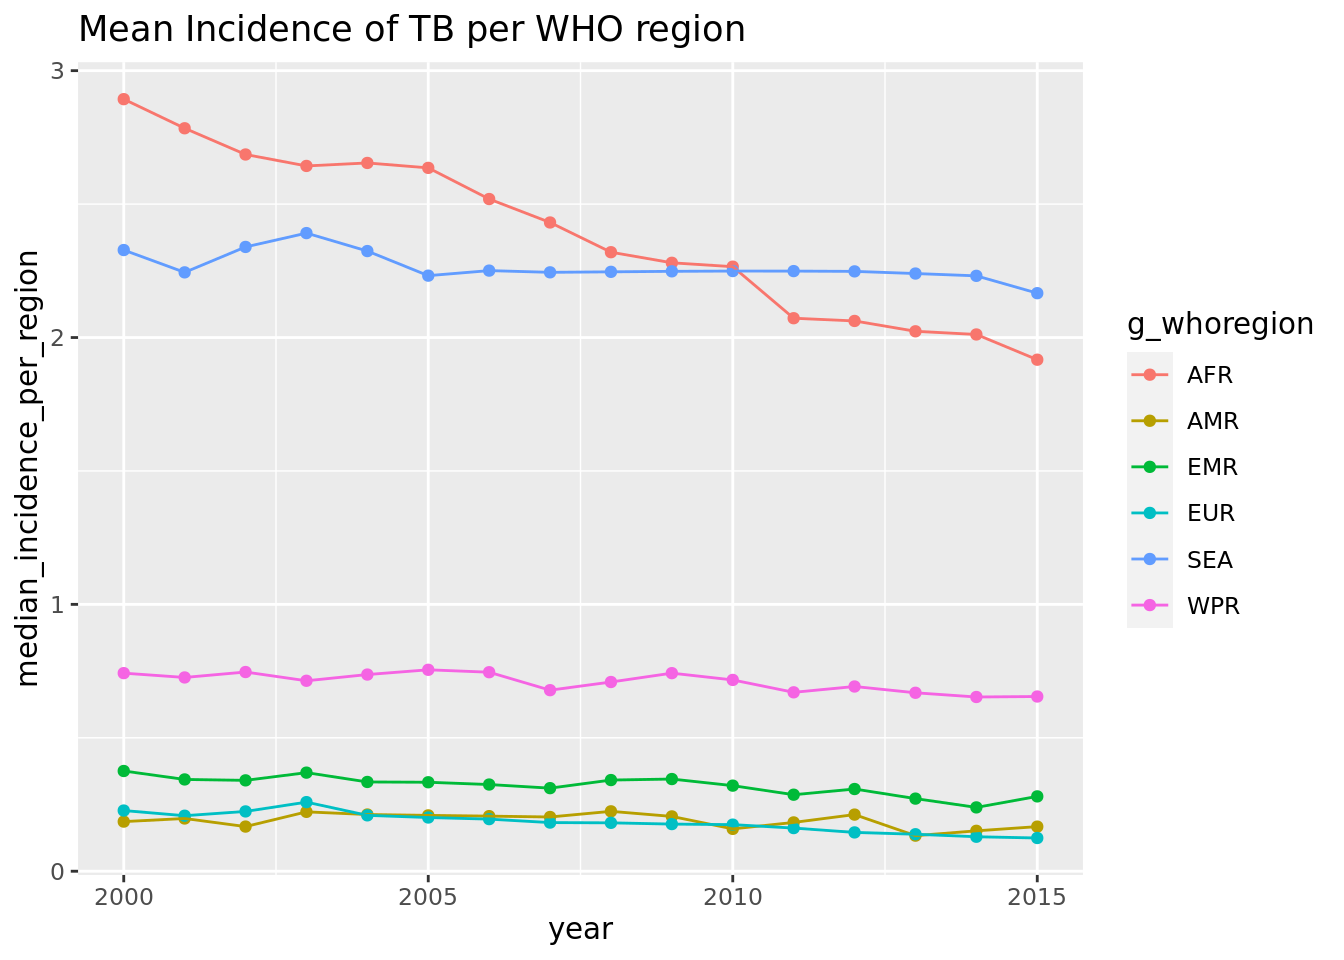 Mean Incidence of TB per WHO region
median_incidence_per_region
3
2
1
0
2000
2005
2010
2015
year
g_whoregion
AFR
AMR
EMR
EUR
SEA
WPR